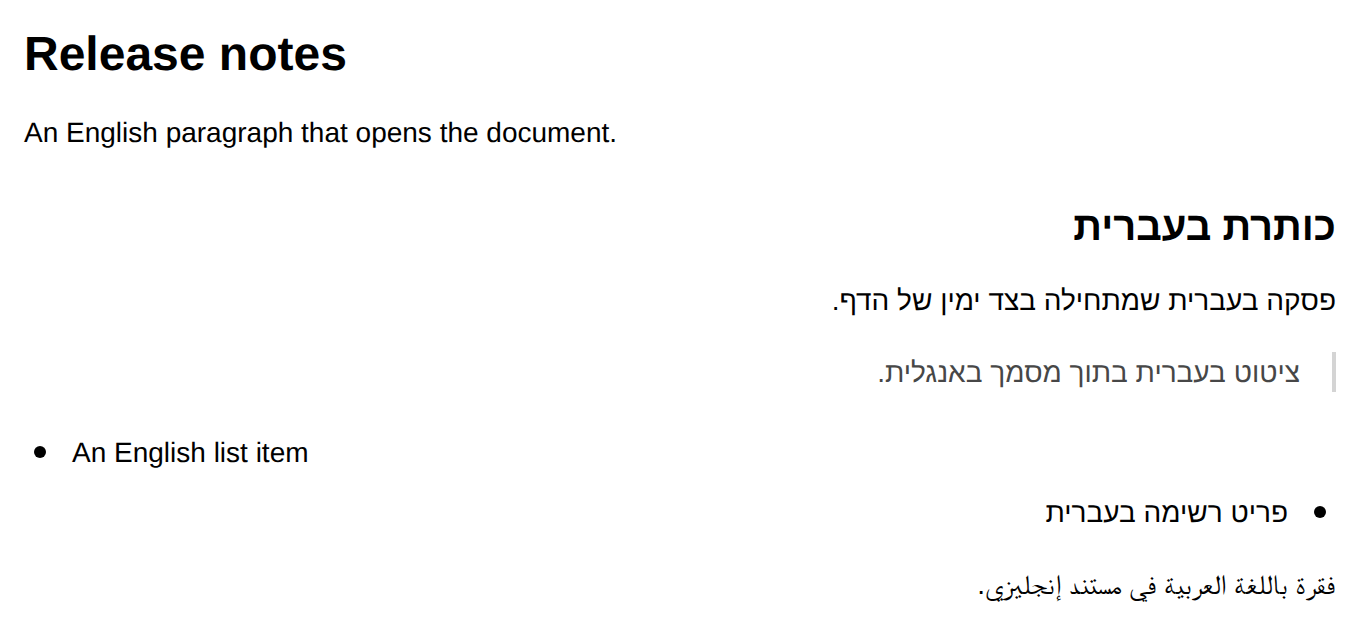 Release notes
An English paragraph that opens the document.
כותרת בעברית
פסקה בעברית שמתחילה בצד ימין של הדף.
ציטוט בעברית בתוך מסמך באנגלית.
• An English list item
• פריט רשימה בעברית
فقرة باللغة العربية في مستند إنجليزي.